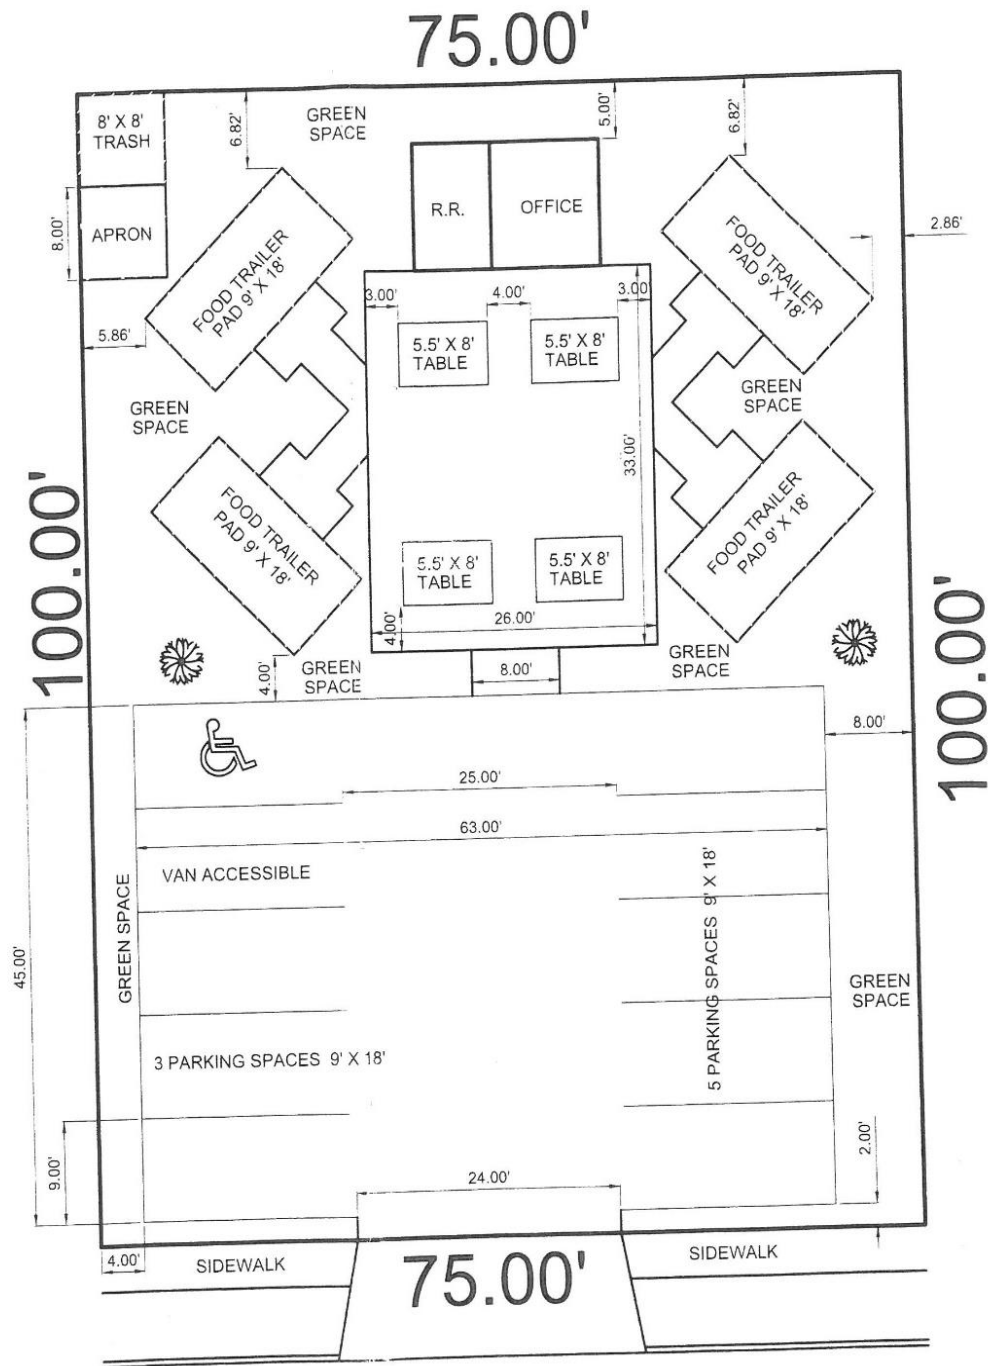 75.00'
8' X 8'
TRASH
6.82'
GREEN
SPACE
5.00'
6.82'
R.R.
OFFICE
8.00'
APRON
FOOD TRAILER
PAD 9' X 18'
FOOD TRAILER
PAD 9' X 18'
2.86'
3.00'
4.00'
3.00'
5.86'
5.5' X 8'
TABLE
5.5' X 8'
TABLE
GREEN
SPACE
GREEN
SPACE
33.00'
100.00'
FOOD TRAILER
PAD 9' X 18'
FOOD TRAILER
PAD 9' X 18'
5.5' X 8'
TABLE
5.5' X 8'
TABLE
4.00'
26.00'
100.00'
4.00'
GREEN
SPACE
8.00'
GREEN
SPACE
8.00'
25.00'
63.00'
VAN ACCESSIBLE
GREEN SPACE
5 PARKING SPACES 9' X 18'
45.00'
GREEN
SPACE
3 PARKING SPACES 9' X 18'
9.00'
24.00'
2.00'
4.00'
SIDEWALK
75.00'
SIDEWALK